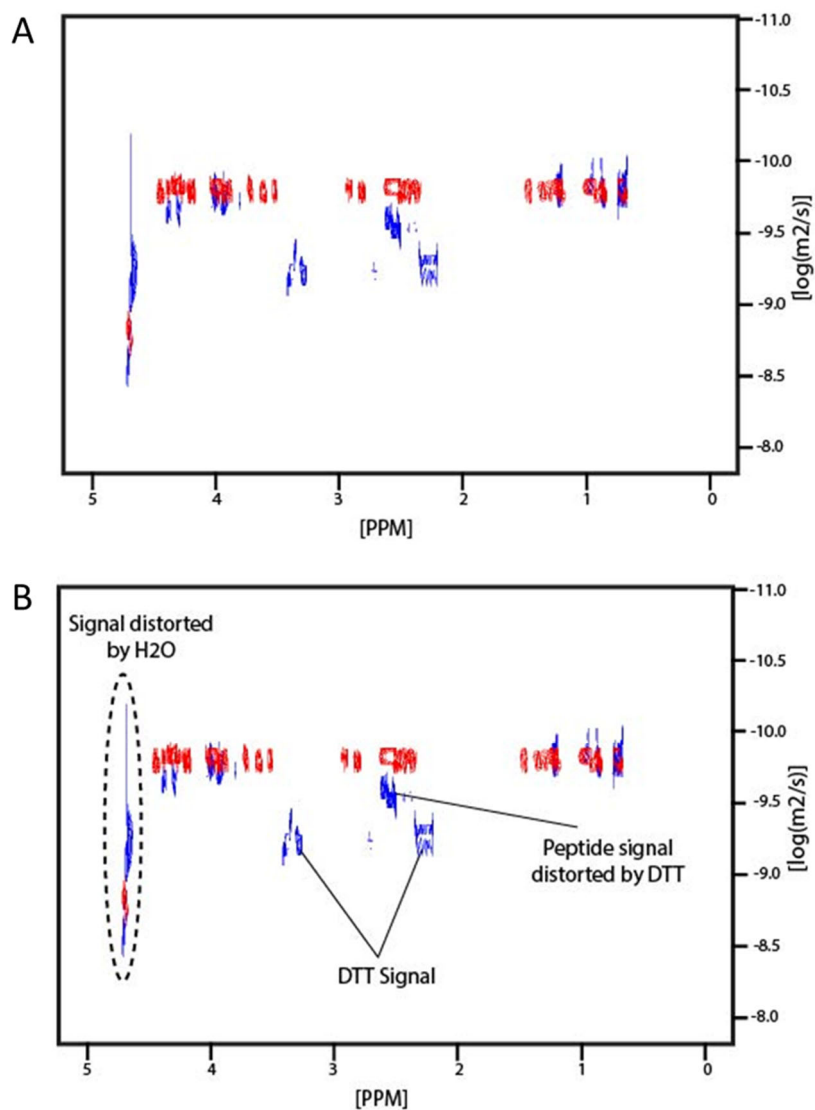 A
-11.0
-10.5
-10.0
-9.5
-9.0
-8.5
-8.0
[log(m2/s)]
5 4 3 2 1 0
[PPM]
B
Signal distorted
by H2O
Peptide signal
distorted by DTT
DTT Signal
-11.0
-10.5
-10.0
-9.5
-9.0
-8.5
-8.0
[log(m2/s)]
5 4 3 2 1 0
[PPM]